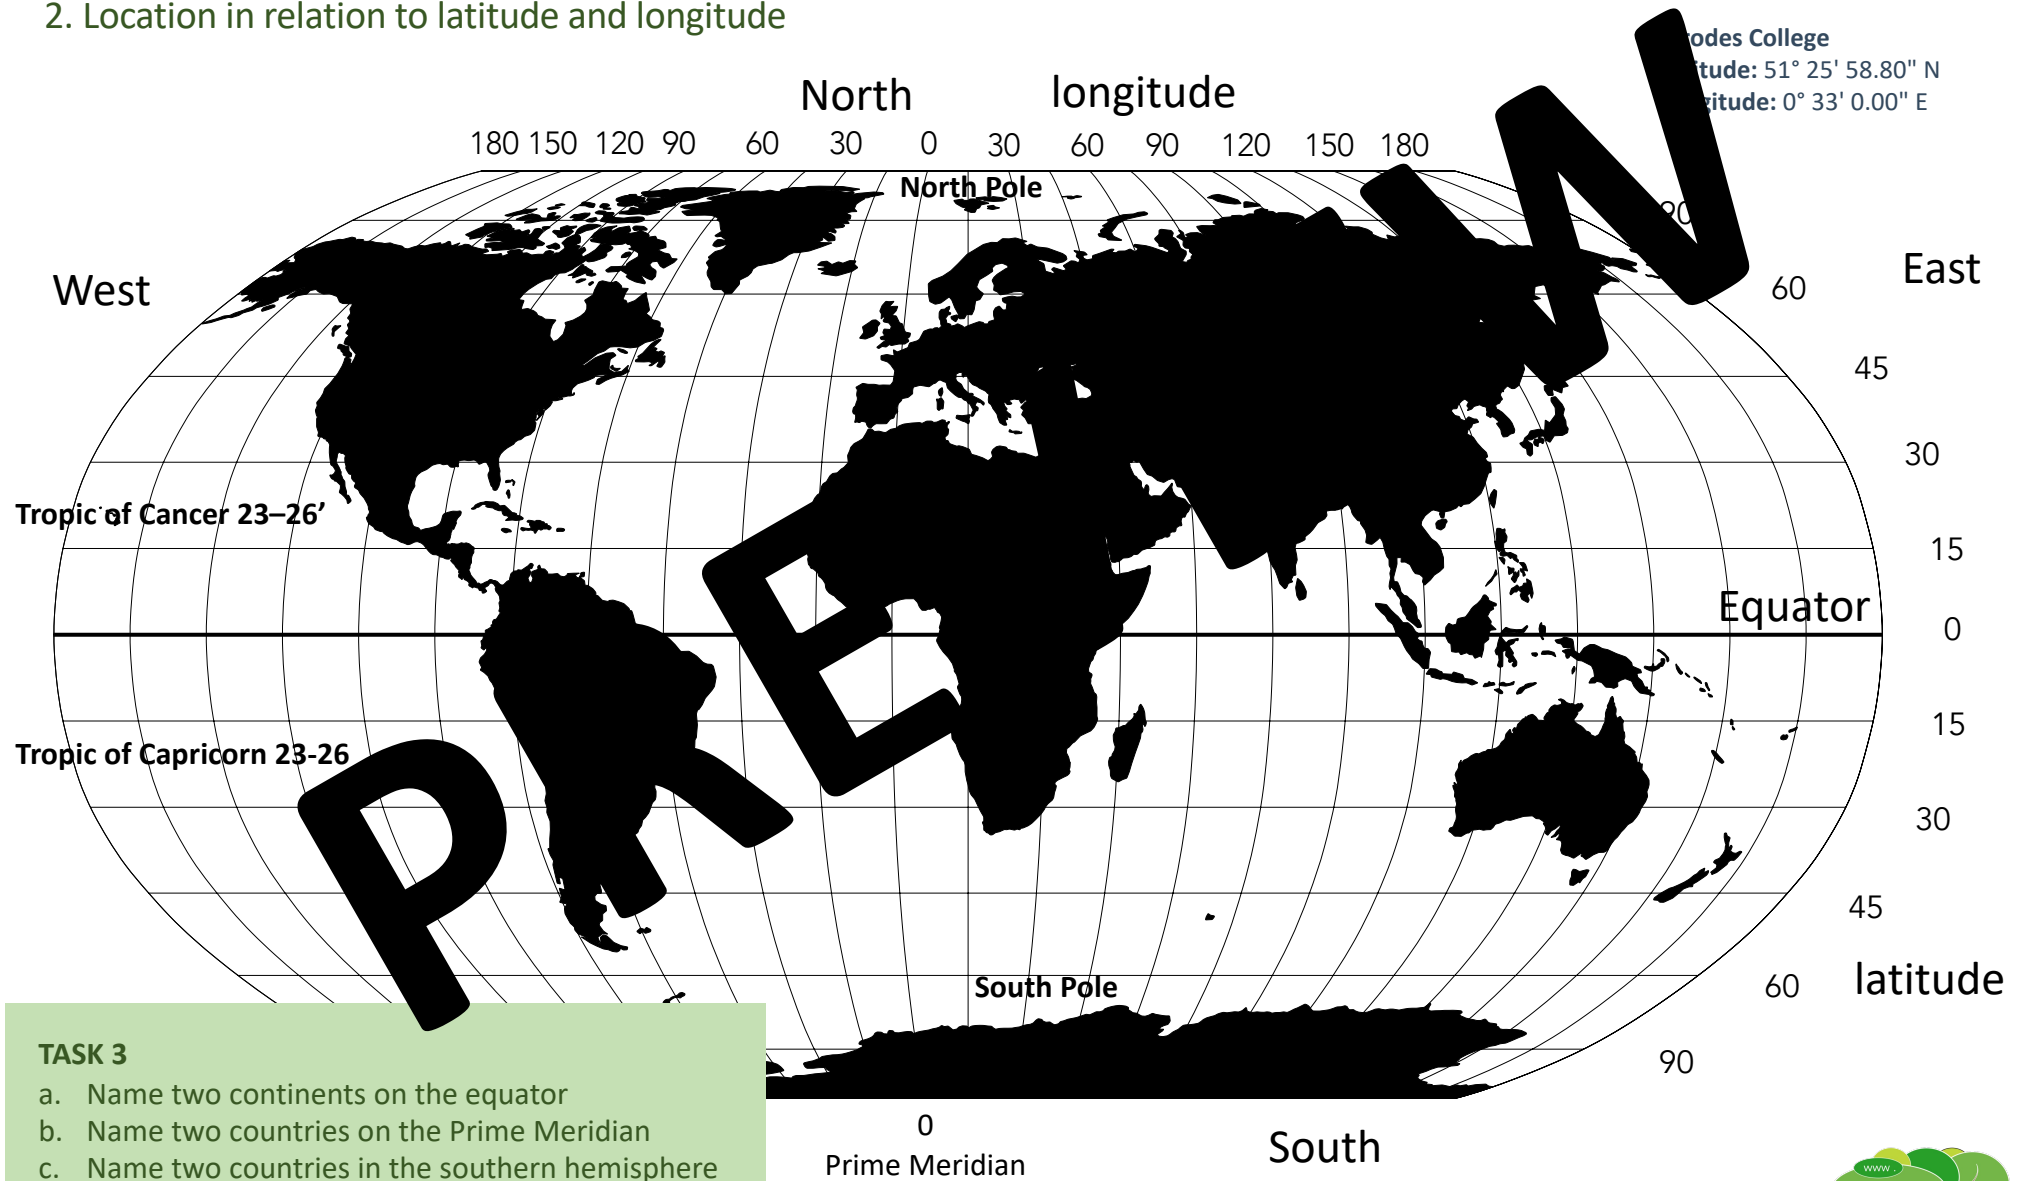 2. Location in relation to latitude and longitude
rodes College
itude: 51° 25' 58.80" N
gitude: 0° 33' 0.00" E
North longitude
180 150 120 90 60 30 0 30 60 90 120 150 180
North Pole
90
West
East
60
45
30
Tropic of Cancer 23–26’
15
Equator
0
15
Tropic of Capricorn 23-26
30
45
South Pole
60 latitude
90
TASK 3
a. Name two continents on the equator
b. Name two countries on the Prime Meridian
c. Name two countries in the southern hemisphere
0
Prime Meridian
South
www .
PREVIEW